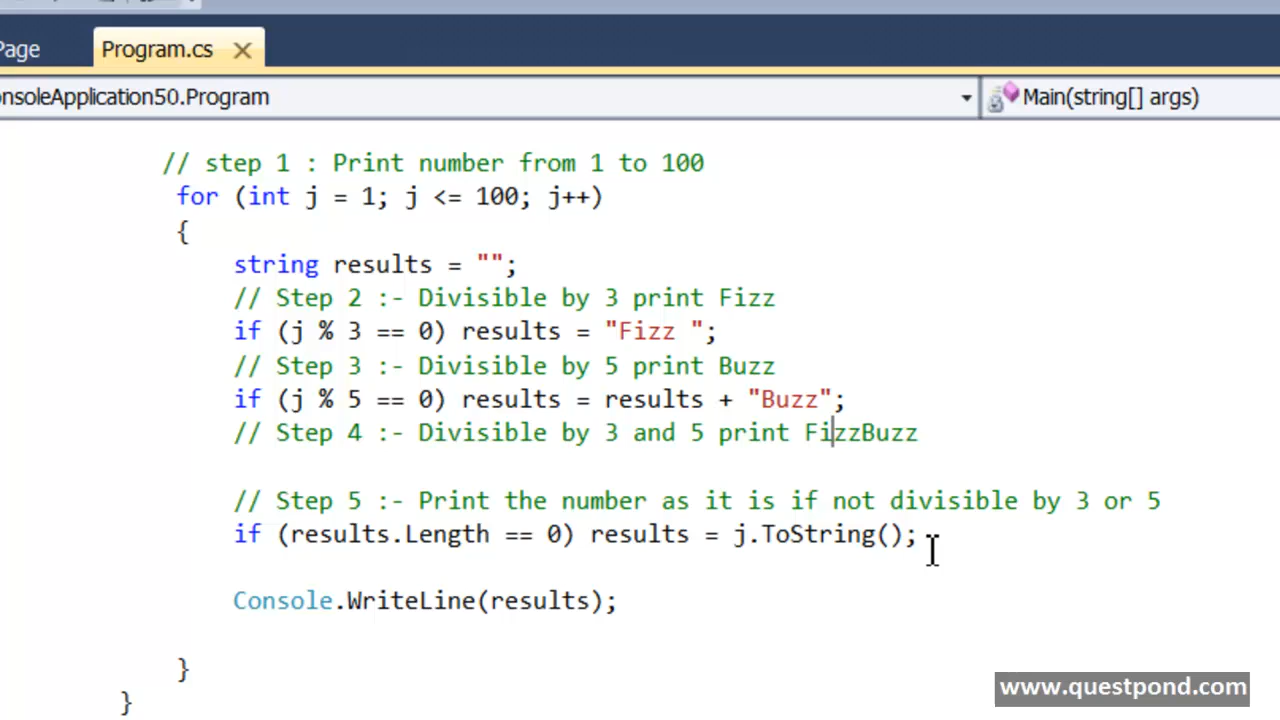 Page
Program.cs
onsoleApplication50.Program
Main(string[] args)
// step 1 : Print number from 1 to 100
for (int j = 1; j <= 100; j++)
{
string results = "";
// Step 2 :- Divisible by 3 print Fizz
if (j % 3 == 0) results = "Fizz ";
// Step 3 :- Divisible by 5 print Buzz
if (j % 5 == 0) results = results + "Buzz";
// Step 4 :- Divisible by 3 and 5 print FizzBuzz
// Step 5 :- Print the number as it is if not divisible by 3 or 5
if (results.Length == 0) results = j.ToString();
Console.WriteLine(results);
}
}
www.questpond.com